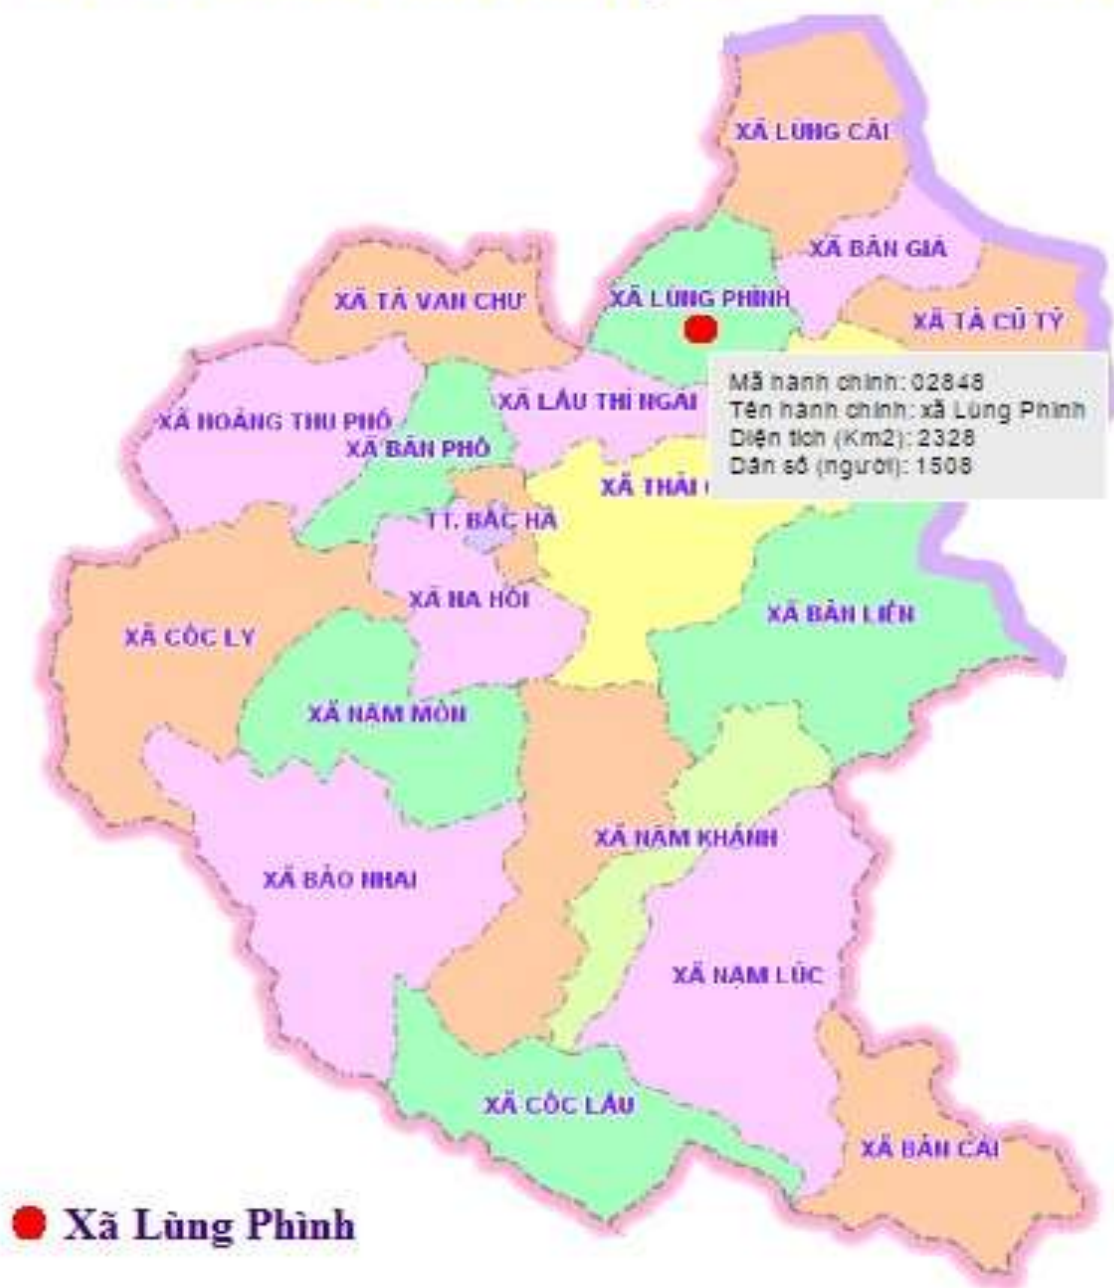 XÃ LÙNG CẢI
XÃ BẢN GIÀ
XÃ LÙNG PHÌNH
XÃ TẢ VAN CHƯ
XÃ TẢ CỦ TỶ
Mã hành chính: 02848
Tên hành chính: xã Lùng Phình
Diện tích (Km2): 2328
Dân số (người): 1508
XÃ LẦU THÍ NGÀI
XÃ HOÀNG THU PHỐ
XÃ BẢN PHỐ
XÃ THẢI
TT. BẮC HÀ
XÃ NA HỐI
XÃ BẢN LIỀN
XÃ CỐC LY
XÃ NẬM MÒN
XÃ NẬM KHÁNH
XÃ BẢO NHAI
XÃ NẬM LÚC
XÃ CỐC LẦU
XÃ BẢN CÁI
Xã Lùng Phình